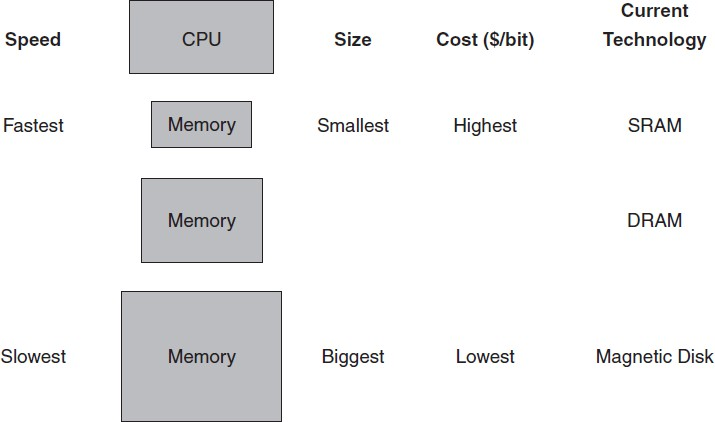 Current
Speed CPU Size Cost ($/bit) Technology
Fastest Memory Smallest Highest SRAM
Memory DRAM
Slowest Memory Biggest Lowest Magnetic Disk